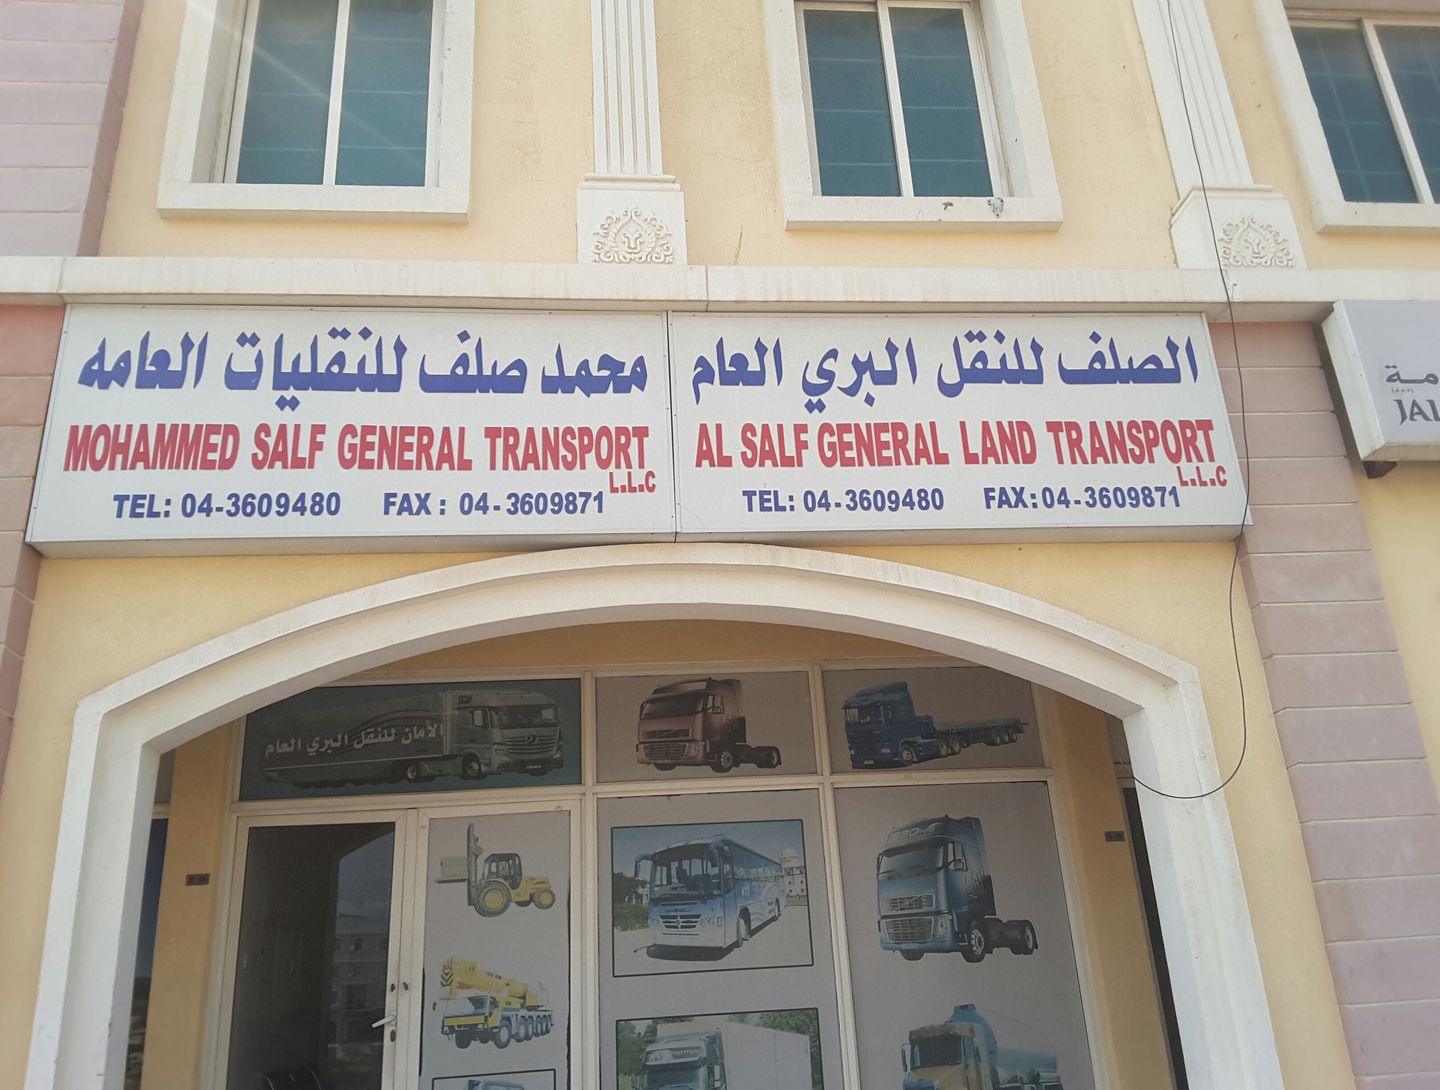 محمد صلف للنقليات العامه
MOHAMMED SALF GENERAL TRANSPORT
L.L.C
TEL: 04-3609480 FAX : 04-3609871
الصلف للنقل البري العام
AL SALF GENERAL LAND TRANSPORT
L.L.C
TEL: 04-3609480 FAX: 04-3609871
JAL
الأمان للنقل البري العام